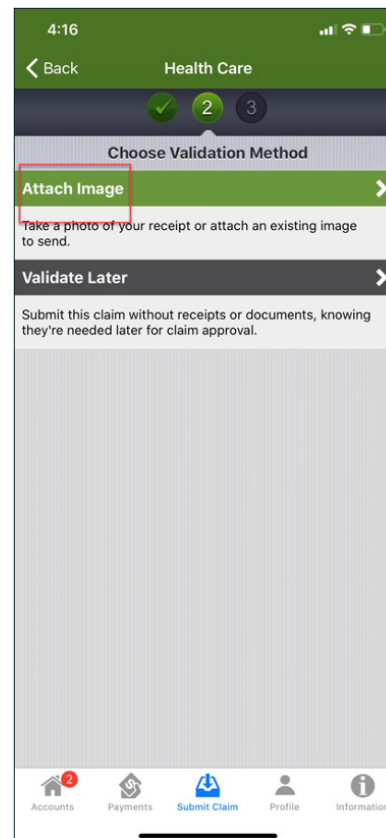 4:16
Back
Health Care
2
3
Choose Validation Method
Attach Image
Take a photo of your receipt or attach an existing image
to send.
Validate Later
Submit this claim without receipts or documents, knowing
they're needed later for claim approval.
2
Accounts
Payments
Submit Claim
Profile
Information